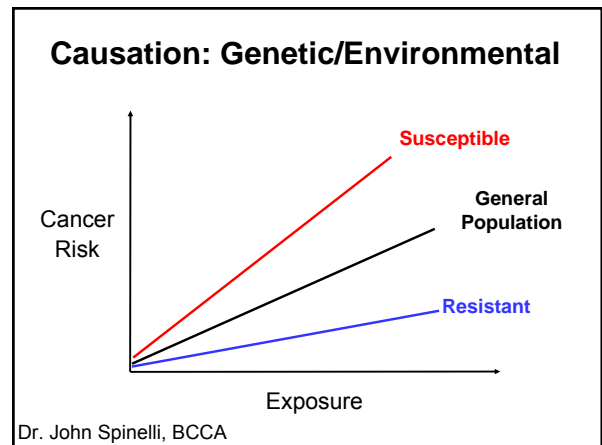 Causation: Genetic/Environmental
Susceptible
General
Population
Cancer
Risk
Resistant
Exposure
Dr. John Spinelli, BCCA